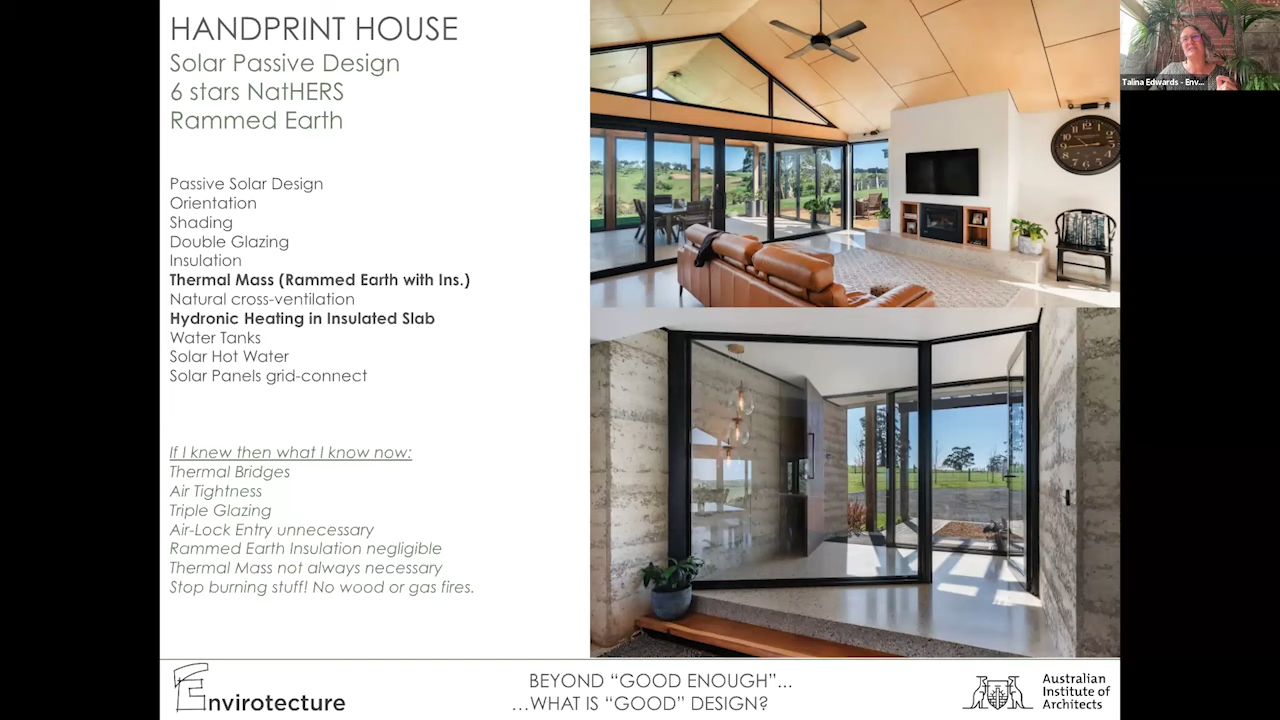 HANDPRINT HOUSE
Solar Passive Design
6 stars NatHERS
Rammed Earth
Passive Solar Design
Orientation
Shading
Double Glazing
Insulation
Thermal Mass (Rammed Earth with Ins.)
Natural cross-ventilation
Hydronic Heating in Insulated Slab
Water Tanks
Solar Hot Water
Solar Panels grid-connect
If I knew then what I know now:
Thermal Bridges
Air Tightness
Triple Glazing
Air-Lock Entry unnecessary
Rammed Earth Insulation negligible
Thermal Mass not always necessary
Stop burning stuff! No wood or gas fires.
Talina Edwards - Env...
Envirotecture
BEYOND “GOOD ENOUGH”...
...WHAT IS “GOOD” DESIGN?
Australian
Institute of
Architects